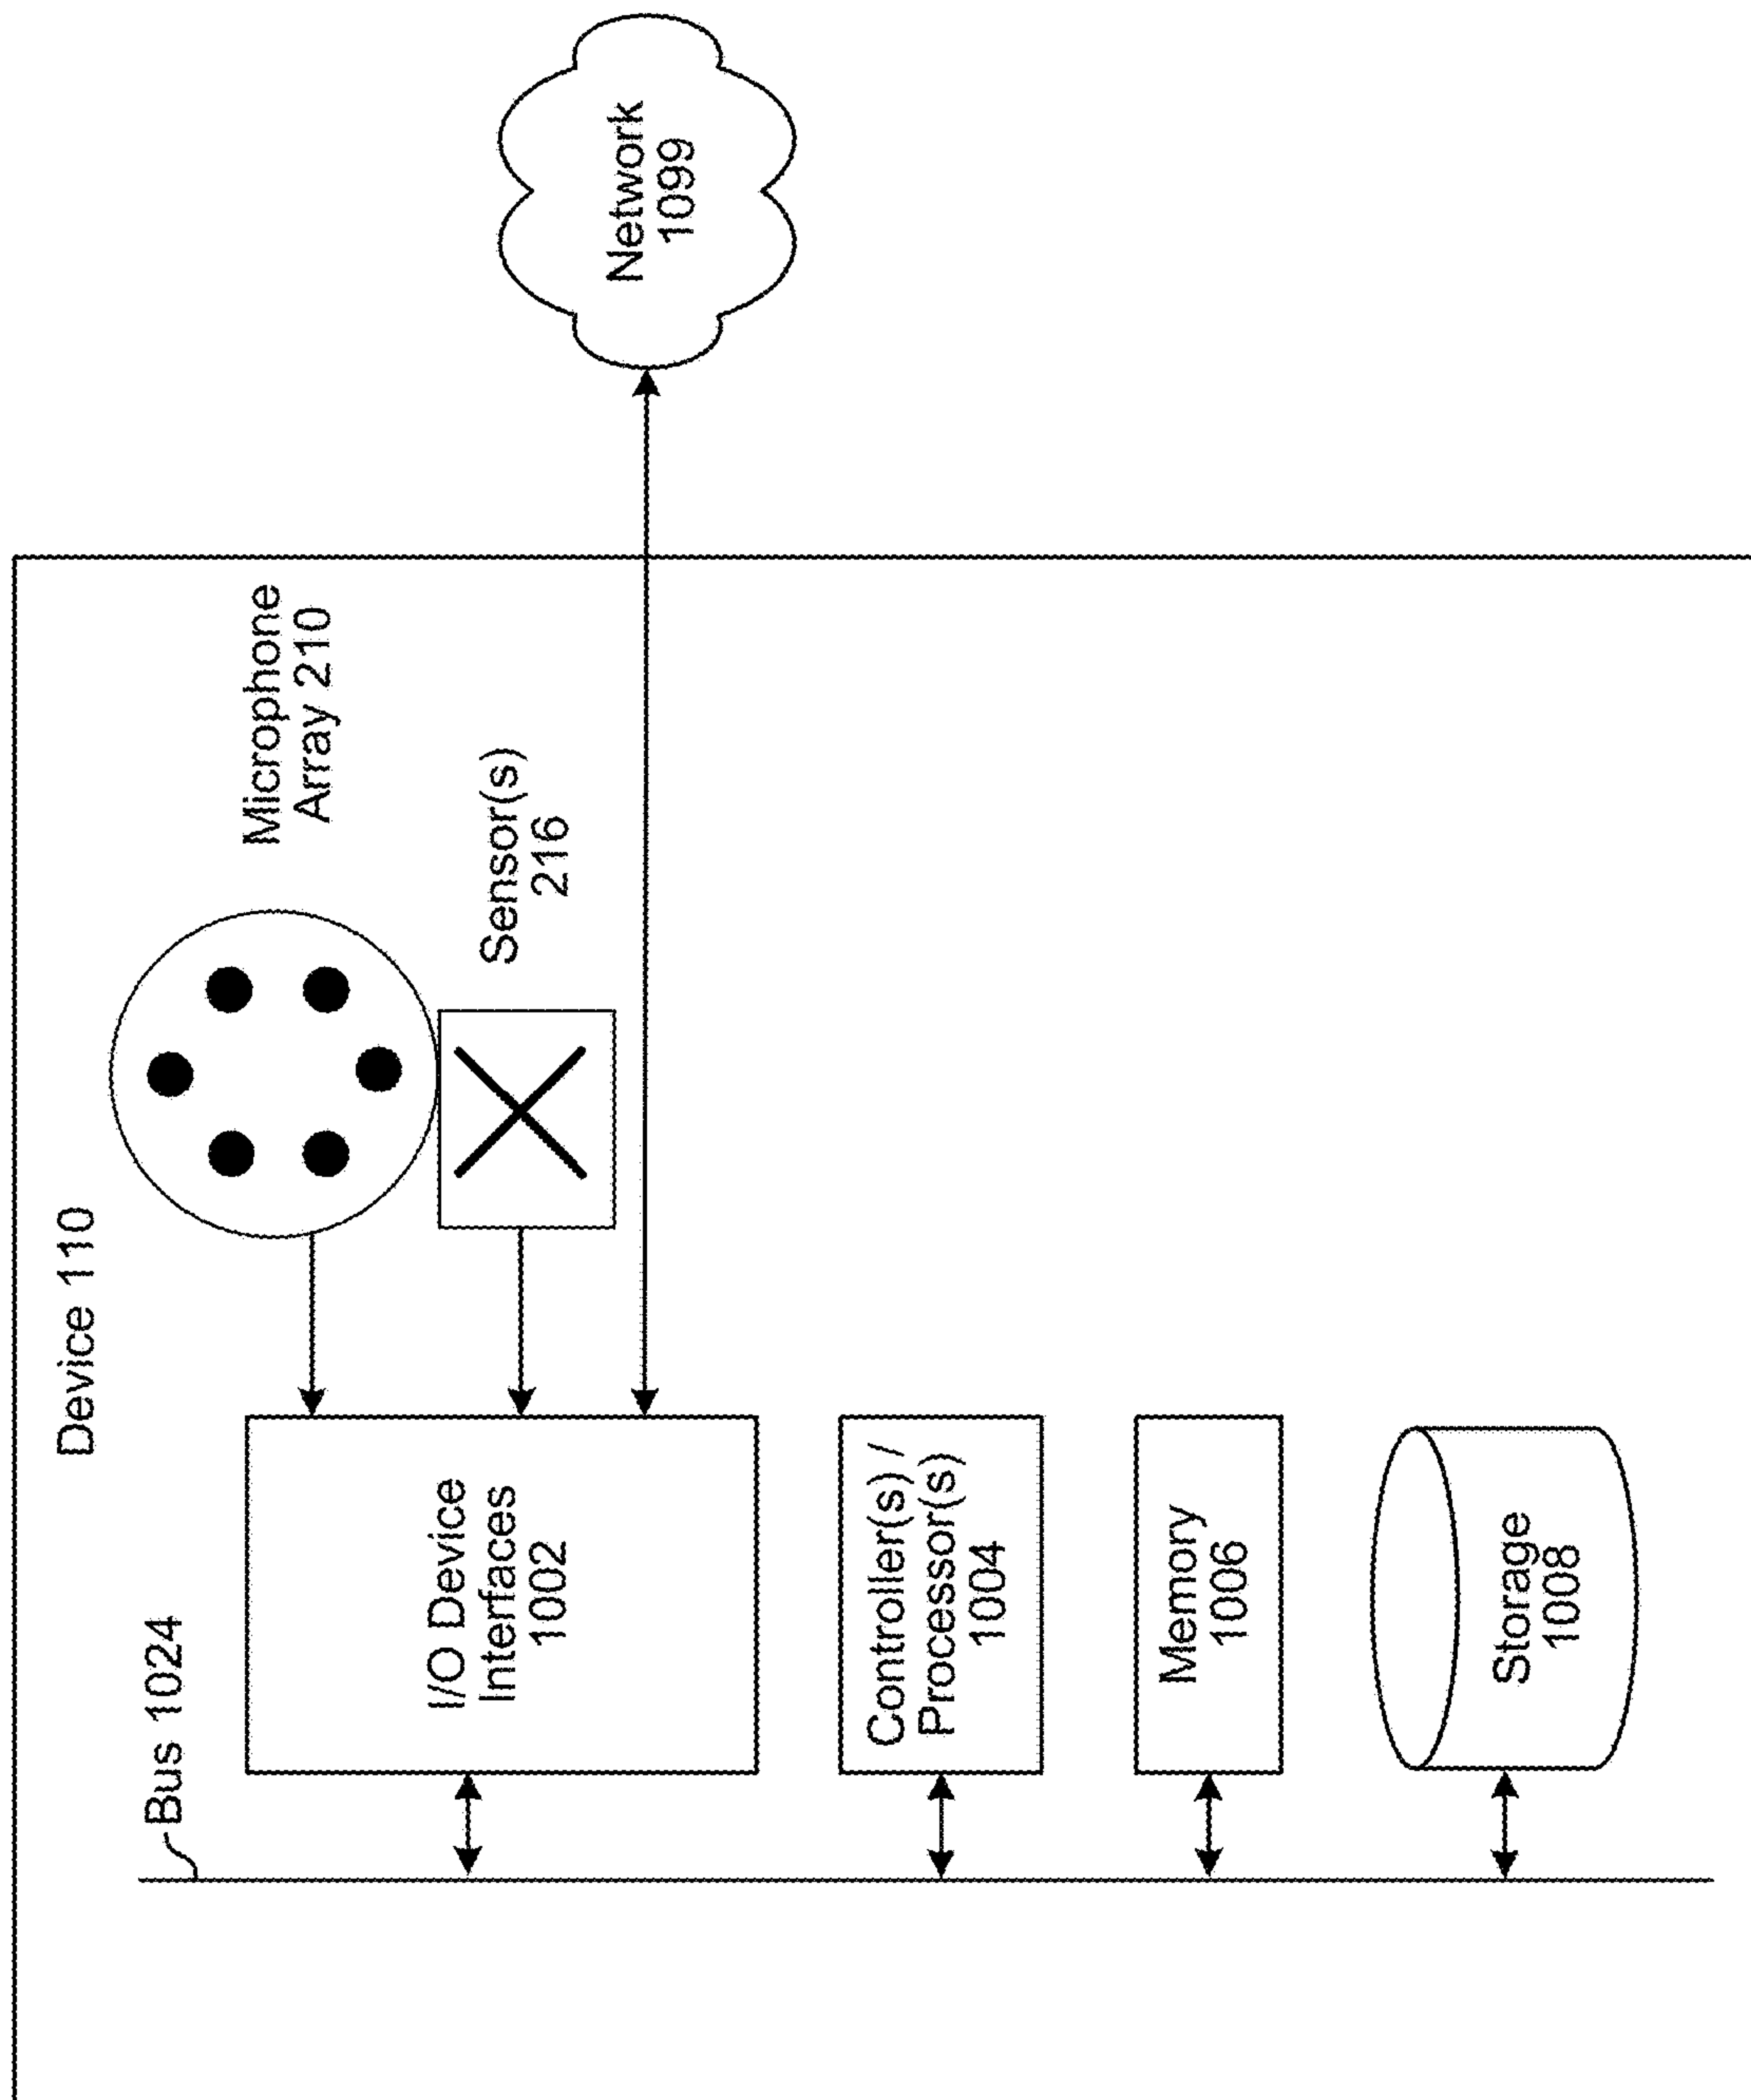 Device 110
Bus 1024
I/O Device
Interfaces
1002
Microphone
Array 210
Sensor(s)
216
Network
1099
Controller(s) /
Processor(s)
1004
Memory
1006
Storage
1008